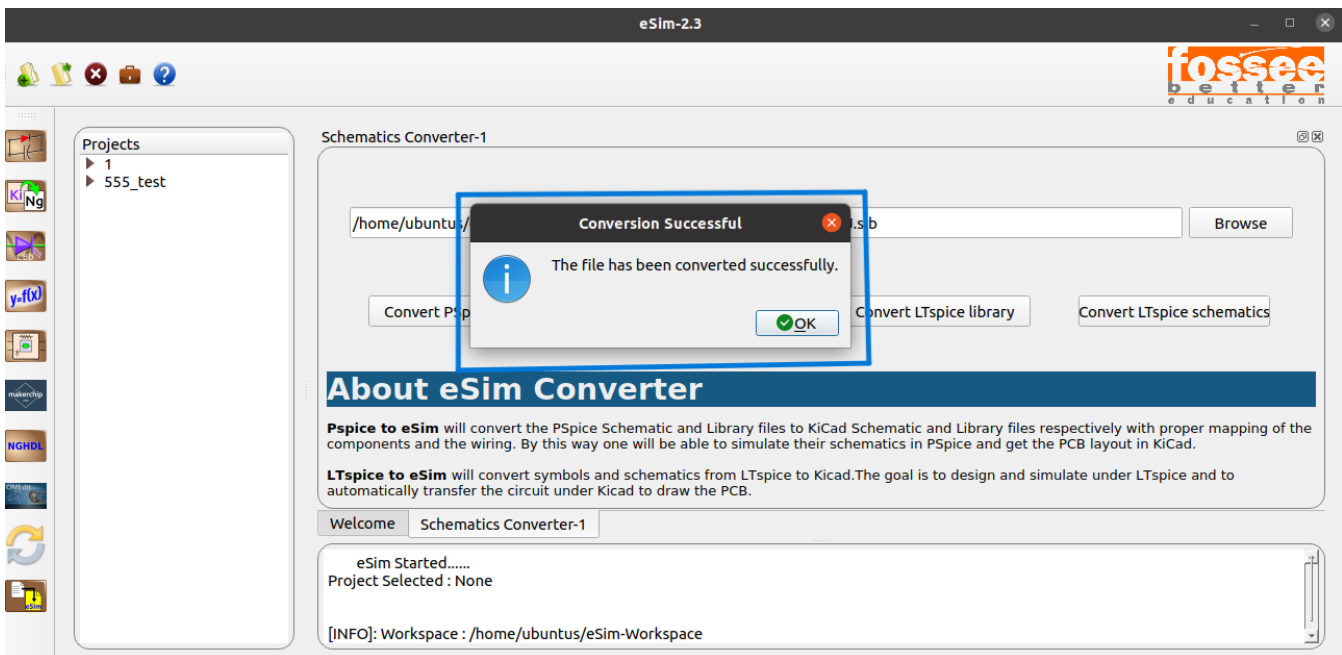 eSim-2.3
fossee
better
education
Projects
1
555_test
Schematics Converter-1
Conversion Successful
/home/ubuntus/
Browse
The file has been converted successfully.
OK
Convert PSp
Convert LTspice library
Convert LTspice schematics
Ki
Ng
y=f(x)
makerchip
NGHDL
eSim
About eSim Converter
Pspice to eSim will convert the PSpice Schematic and Library files to KiCad Schematic and Library files respectively with proper mapping of the
components and the wiring. By this way one will be able to simulate their schematics in PSpice and get the PCB layout in KiCad.
LTspice to eSim will convert symbols and schematics from LTspice to Kicad.The goal is to design and simulate under LTspice and to
automatically transfer the circuit under Kicad to draw the PCB.
Welcome
Schematics Converter-1
eSim Started......
Project Selected : None
[INFO]: Workspace : /home/ubuntus/eSim-Workspace